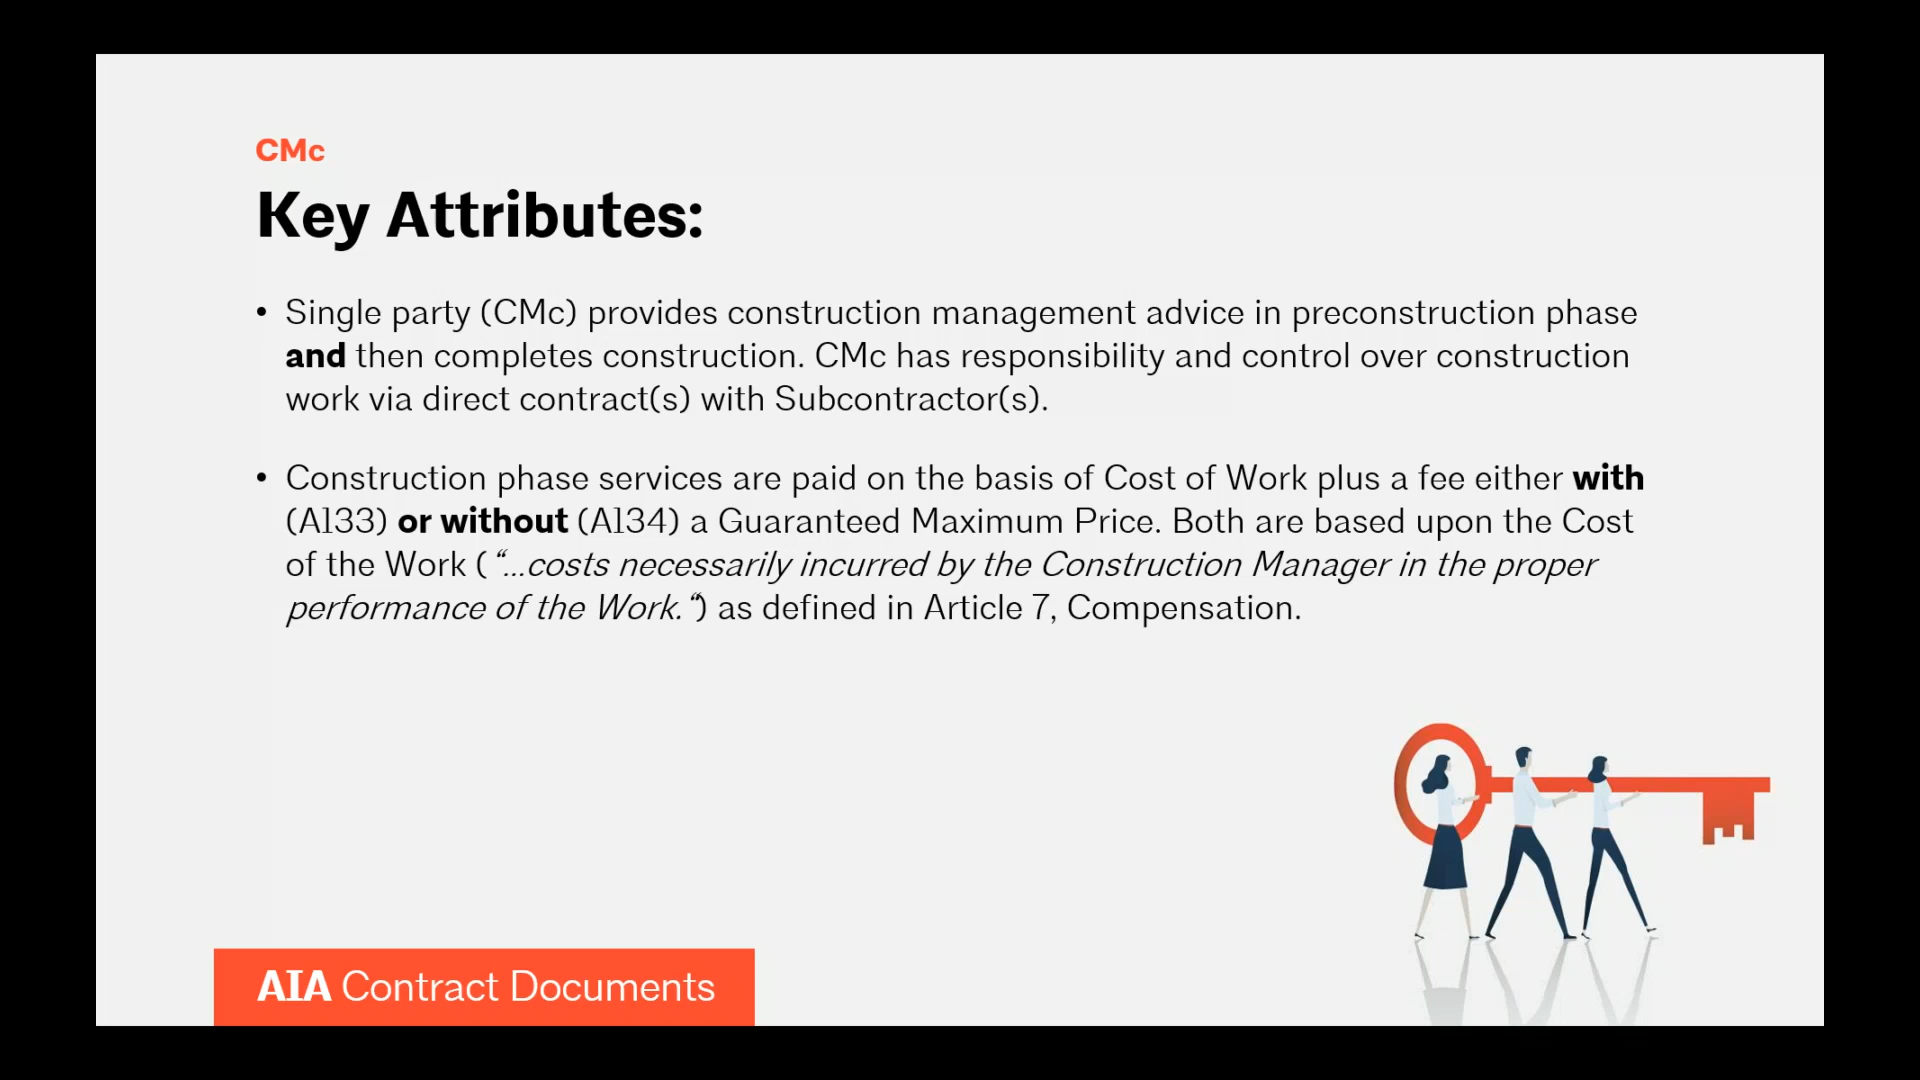 CMc
Key Attributes:
• Single party (CMc) provides construction management advice in preconstruction phase
and then completes construction. CMc has responsibility and control over construction
work via direct contract(s) with Subcontractor(s).
• Construction phase services are paid on the basis of Cost of Work plus a fee either with
(A133) or without (A134) a Guaranteed Maximum Price. Both are based upon the Cost
of the Work (“...costs necessarily incurred by the Construction Manager in the proper
performance of the Work.“) as defined in Article 7, Compensation.
AIA Contract Documents